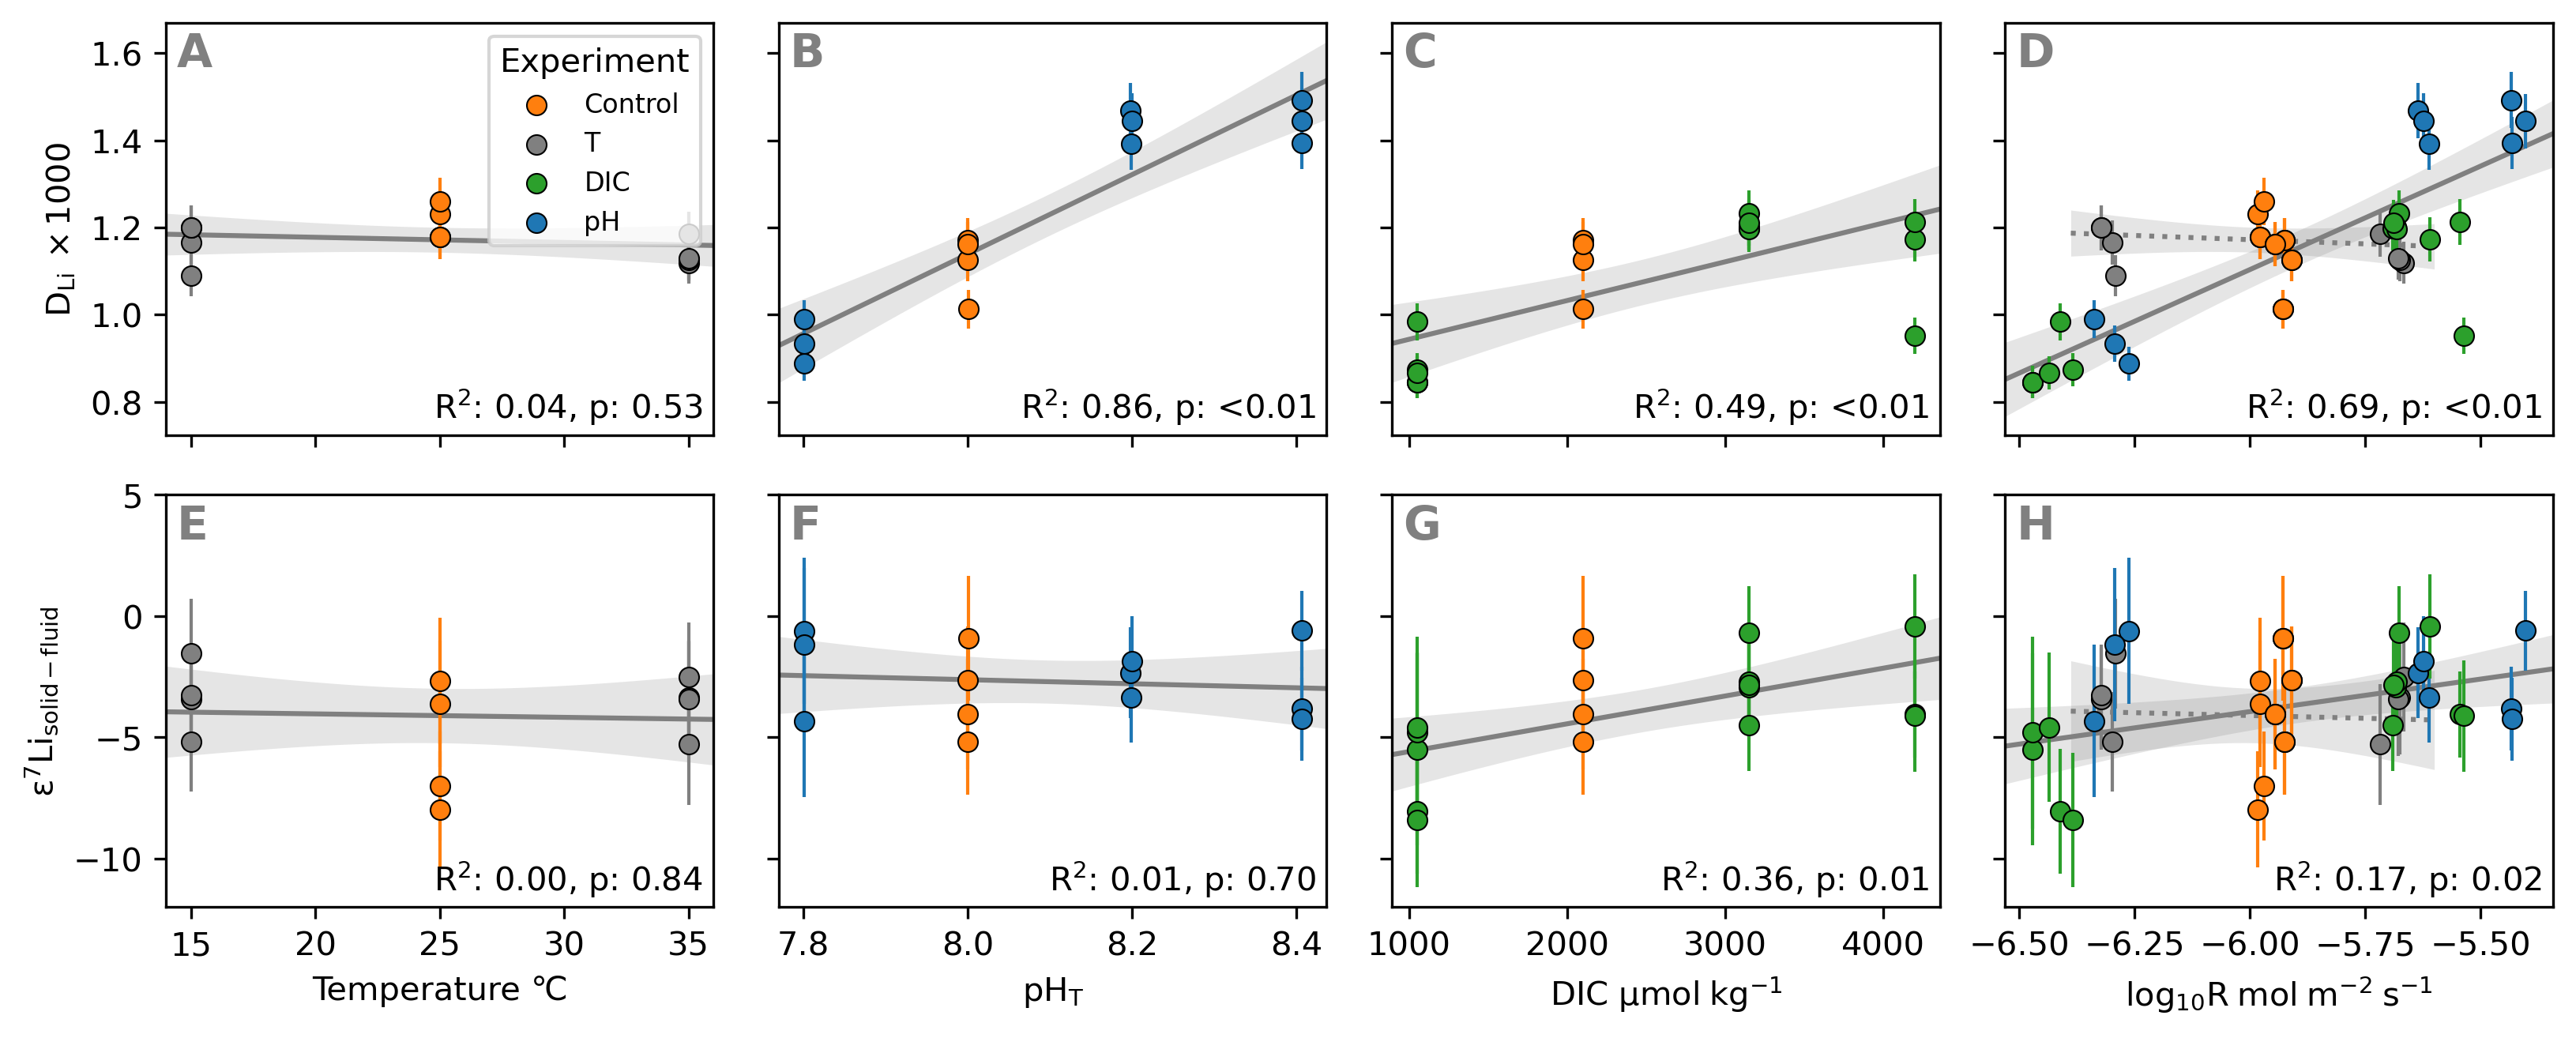 A
Experiment
Control
T
DIC
pH
1.6
1.4
1.2
1.0
0.8
D_Li × 1000
R²: 0.04, p: 0.53
B
R²: 0.86, p: <0.01
C
R²: 0.49, p: <0.01
D
R²: 0.69, p: <0.01
E
5
0
−5
−10
ε⁷Li_solid−fluid
R²: 0.00, p: 0.84
15 20 25 30 35
Temperature °C
F
R²: 0.01, p: 0.70
7.8 8.0 8.2 8.4
pH_T
G
R²: 0.36, p: 0.01
1000 2000 3000 4000
DIC µmol kg⁻¹
H
R²: 0.17, p: 0.02
−6.50 −6.25 −6.00 −5.75 −5.50
log₁₀R mol m⁻² s⁻¹